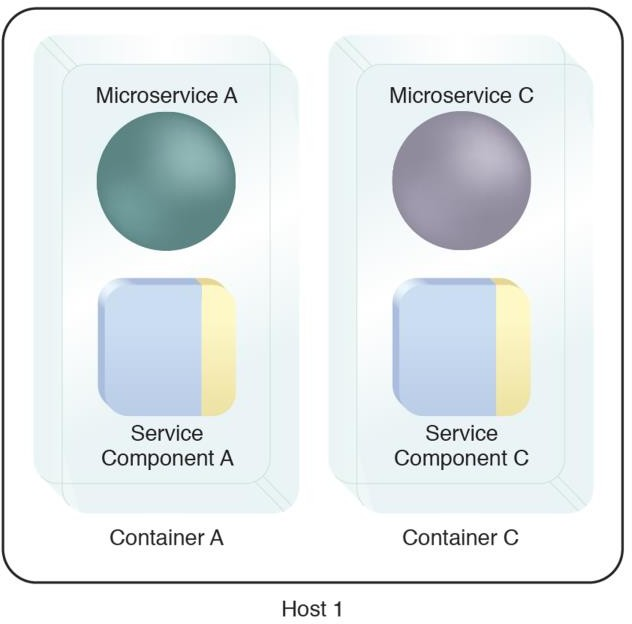 Microservice A
Microservice C
Service
Component A
Service
Component C
Container A
Container C
Host 1